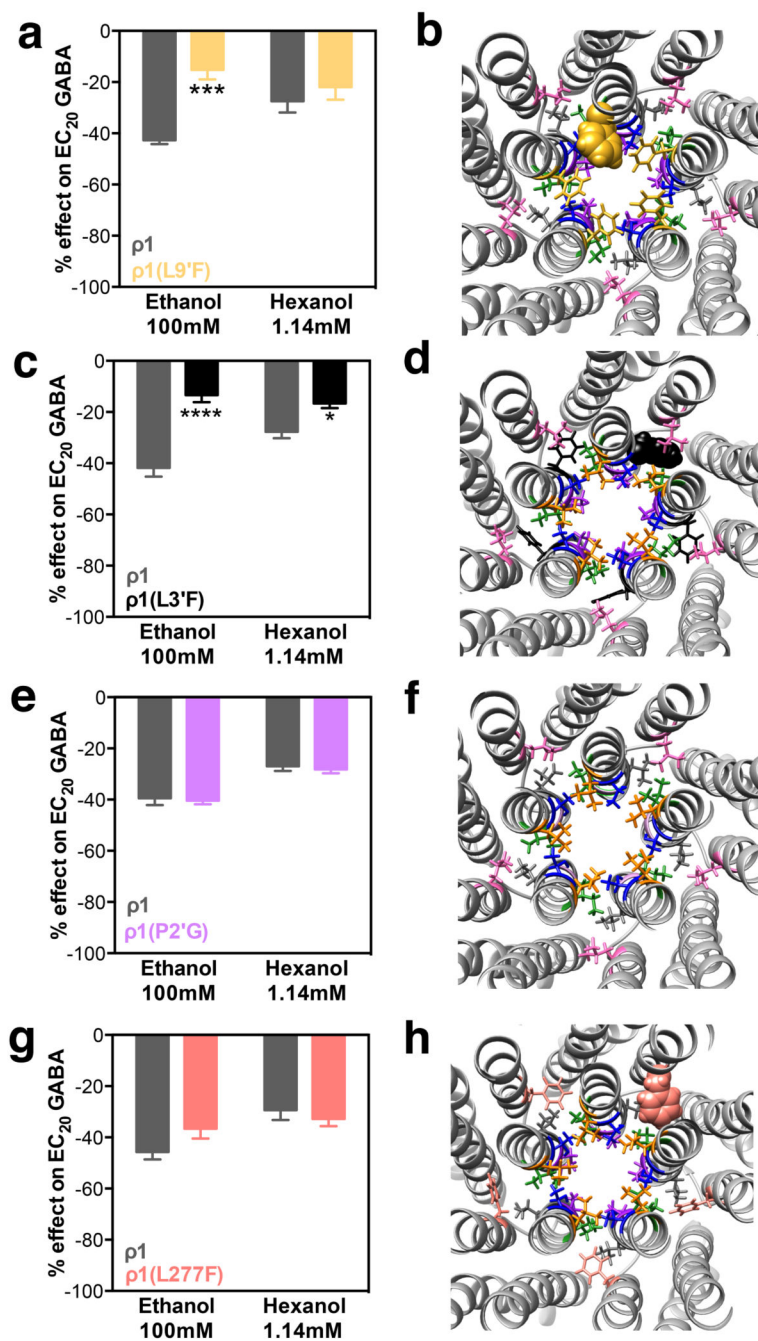 a
% effect on EC20 GABA
0
-20
-40
-60
-80
-100
***
ρ1
ρ1(L9'F)
Ethanol
100mM
Hexanol
1.14mM
b
c
% effect on EC20 GABA
0
-20
-40
-60
-80
-100
****
*
ρ1
ρ1(L3'F)
Ethanol
100mM
Hexanol
1.14mM
d
e
% effect on EC20 GABA
0
-20
-40
-60
-80
-100
ρ1
ρ1(P2'G)
Ethanol
100mM
Hexanol
1.14mM
f
g
% effect on EC20 GABA
0
-20
-40
-60
-80
-100
ρ1
ρ1(L277F)
Ethanol
100mM
Hexanol
1.14mM
h